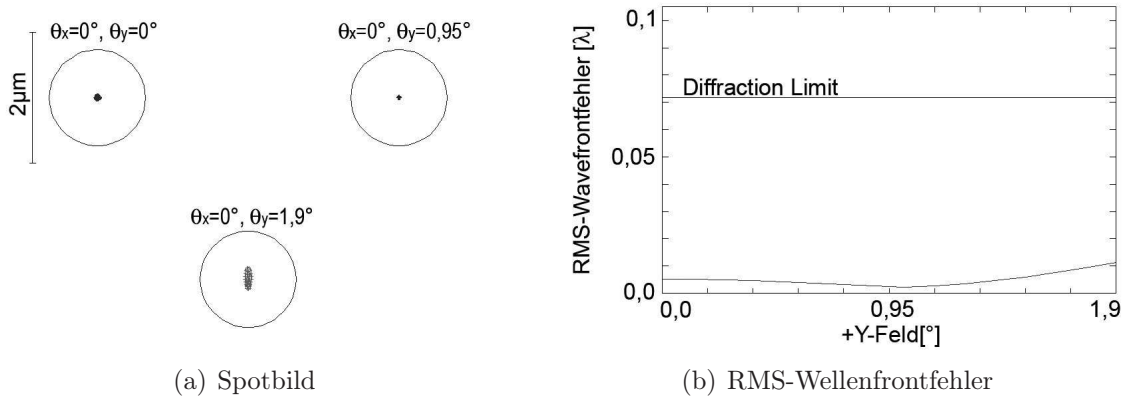 θx=0°, θy=0°
θx=0°, θy=0,95°
2µm
θx=0°, θy=1,9°
(a) Spotbild
RMS-Wavefrontfehler [λ]
0,1
0,05
0,0
Diffraction Limit
0,0
0,95
1,9
+Y-Feld[°]
(b) RMS-Wellenfrontfehler